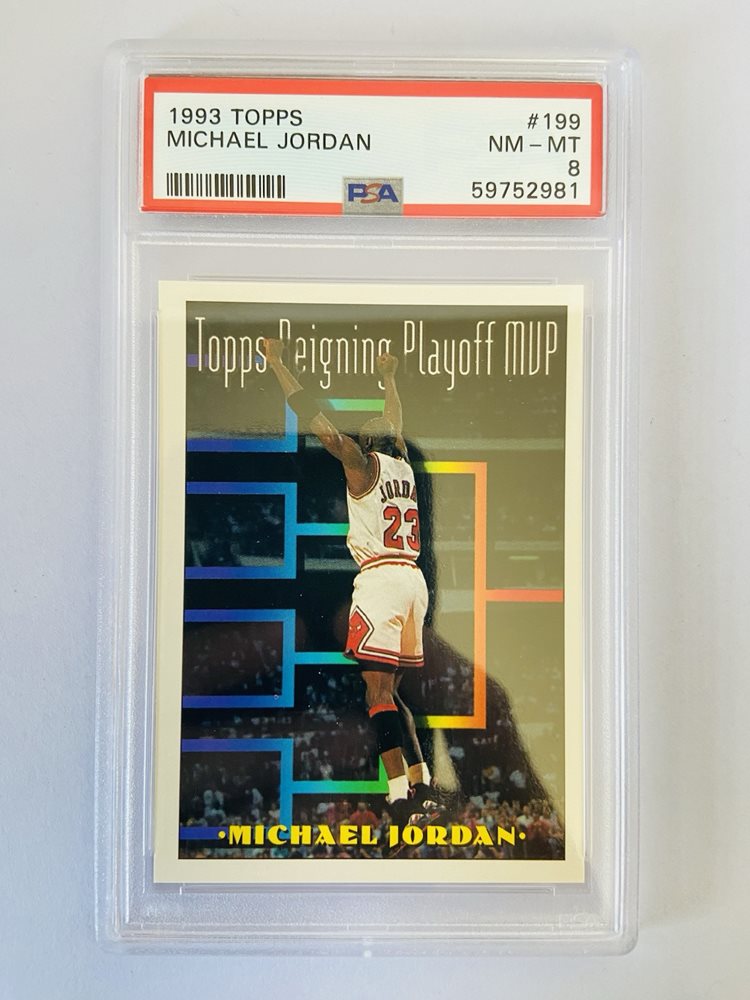 1993 TOPPS #199
MICHAEL JORDAN NM - MT
8
PSA 59752981
Topps Reigning Playoff MVP
JORDAN
23
·MICHAEL JORDAN·